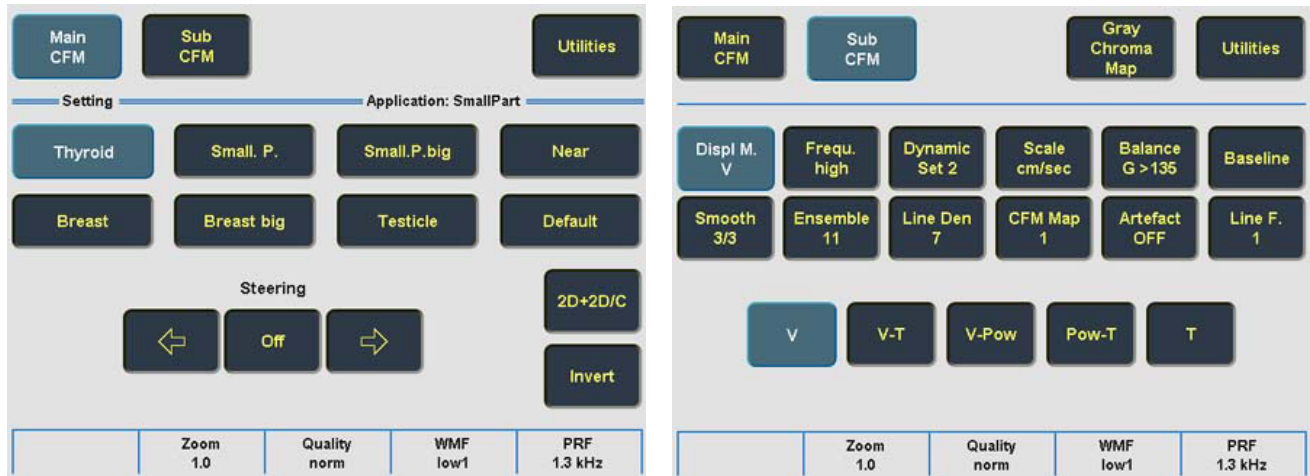 Main
CFM
Sub
CFM
Utilities
Setting
Application: SmallPart
Thyroid
Small. P.
Small.P.big
Near
Breast
Breast big
Testicle
Default
Steering
Off
2D+2D/C
Invert
Zoom
1.0
Quality
norm
WMF
low1
PRF
1.3 kHz
Main
CFM
Sub
CFM
Gray
Chroma
Map
Utilities
Displ M.
V
Frequ.
high
Dynamic
Set 2
Scale
cm/sec
Balance
G >135
Baseline
Smooth
3/3
Ensemble
11
Line Den
7
CFM Map
1
Artefact
OFF
Line F.
1
V
V-T
V-Pow
Pow-T
T
Zoom
1.0
Quality
norm
WMF
low1
PRF
1.3 kHz